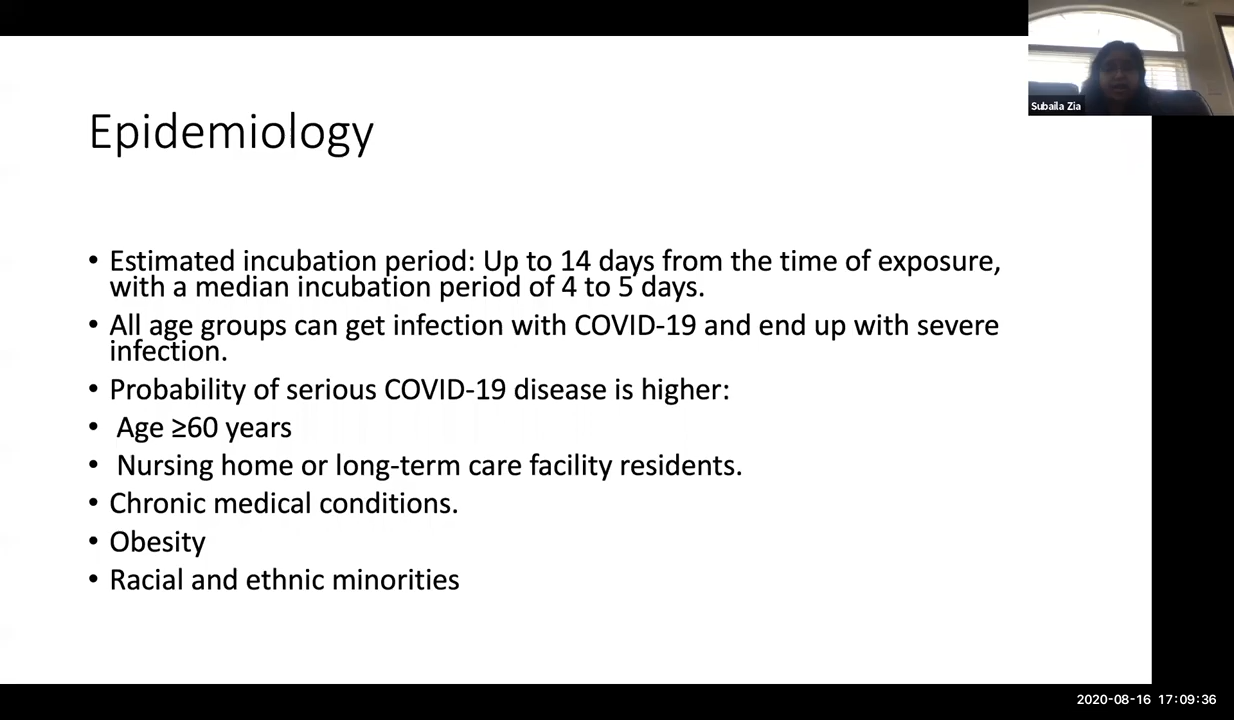 Subaila Zia
Epidemiology
• Estimated incubation period: Up to 14 days from the time of exposure,
with a median incubation period of 4 to 5 days.
• All age groups can get infection with COVID-19 and end up with severe
infection.
• Probability of serious COVID-19 disease is higher:
• Age ≥60 years
• Nursing home or long-term care facility residents.
• Chronic medical conditions.
• Obesity
• Racial and ethnic minorities
2020-08-16 17:09:36